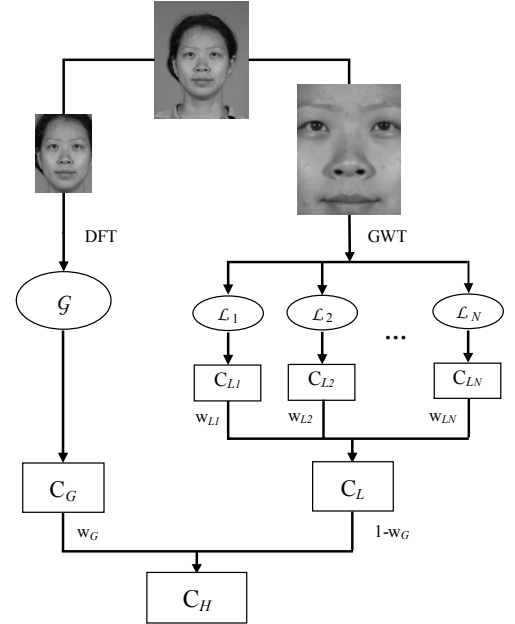 DFT
GWT
𝒢
ℒ1
ℒ2
...
ℒN
CL1
CL2
CLN
wL1
wL2
wLN
CG
CL
wG
1-wG
CH